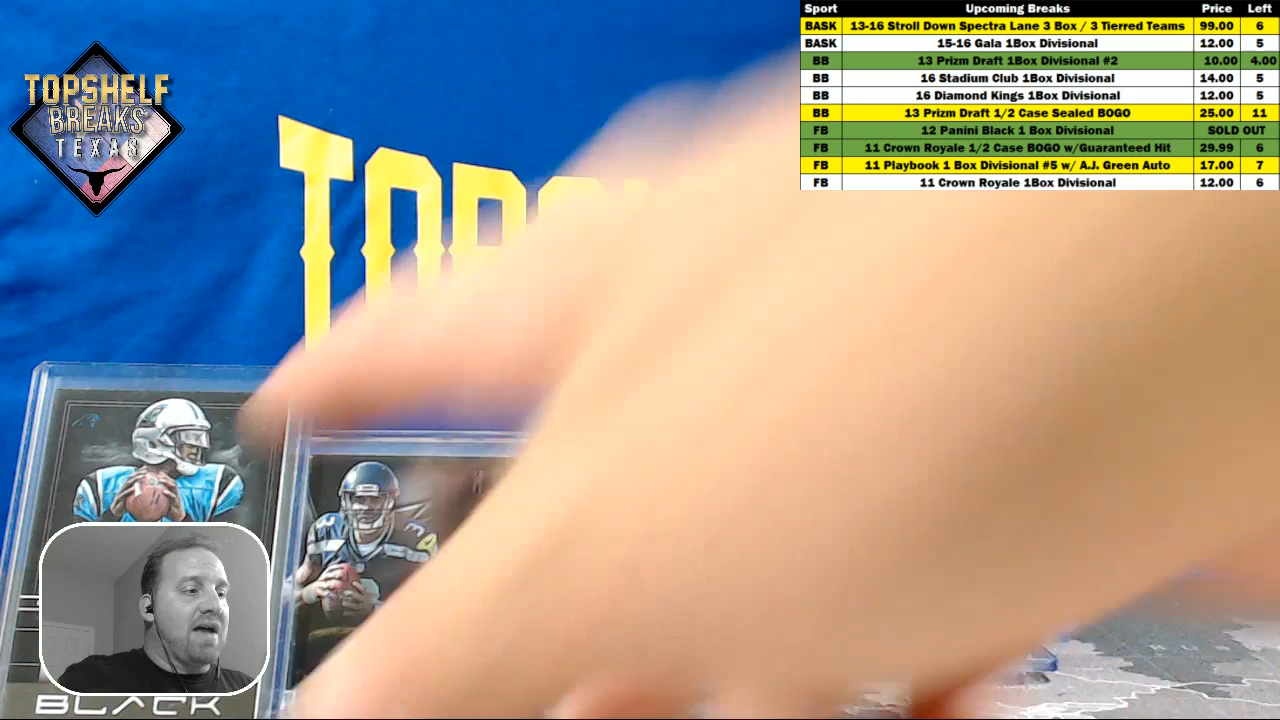 Sport Upcoming Breaks Price Left
BASK 13-16 Stroll Down Spectra Lane 3 Box / 3 Tierred Teams 99.00 6
BASK 15-16 Gala 1Box Divisional 12.00 5
BB 13 Prizm Draft 1Box Divisional #2 10.00 4.00
BB 16 Stadium Club 1Box Divisional 14.00 5
BB 16 Diamond Kings 1Box Divisional 12.00 5
BB 13 Prizm Draft 1/2 Case Sealed BOGO 25.00 11
FB 12 Panini Black 1 Box Divisional SOLD OUT
FB 11 Crown Royale 1/2 Case BOGO w/Guaranteed Hit 29.99 6
FB 11 Playbook 1 Box Divisional #5 w/ A.J. Green Auto 17.00 7
FB 11 Crown Royale 1Box Divisional 12.00 6
TOPSHELF
BREAKS
TEXAS
BLACK